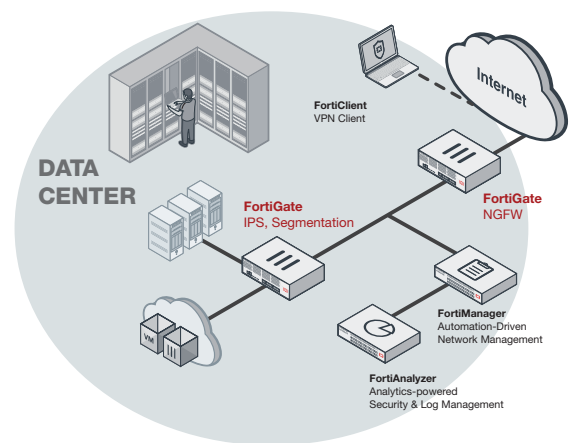 Internet
FortiClient
VPN Client
DATA
CENTER
FortiGate
IPS, Segmentation
FortiGate
NGFW
VM
FortiManager
Automation-Driven
Network Management
FortiAnalyzer
Analytics-powered
Security & Log Management